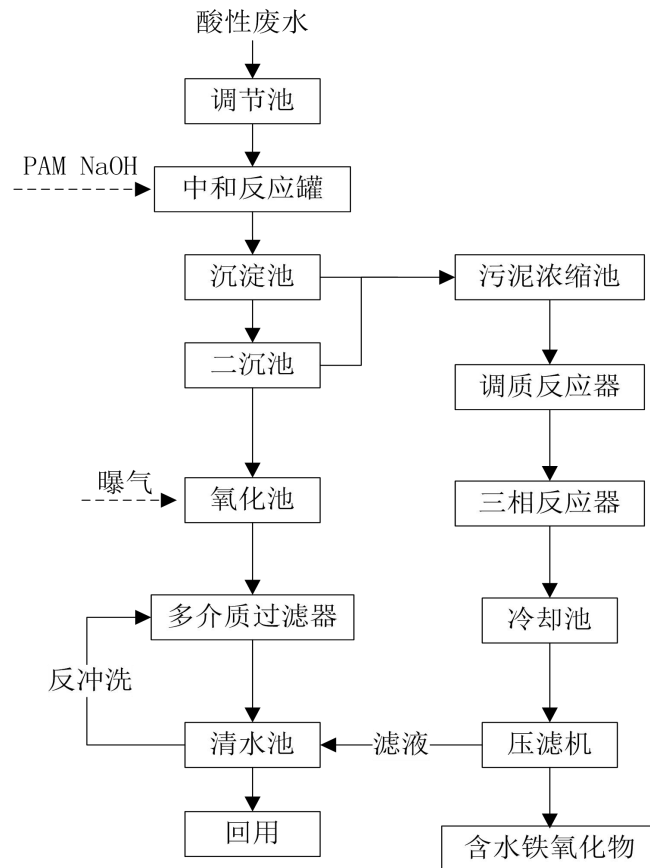 酸性废水
调节池
PAM NaOH
中和反应罐
沉淀池
污泥浓缩池
二沉池
调质反应器
曝气
氧化池
三相反应器
多介质过滤器
冷却池
反冲洗
清水池
滤液
压滤机
回用
含水铁氧化物